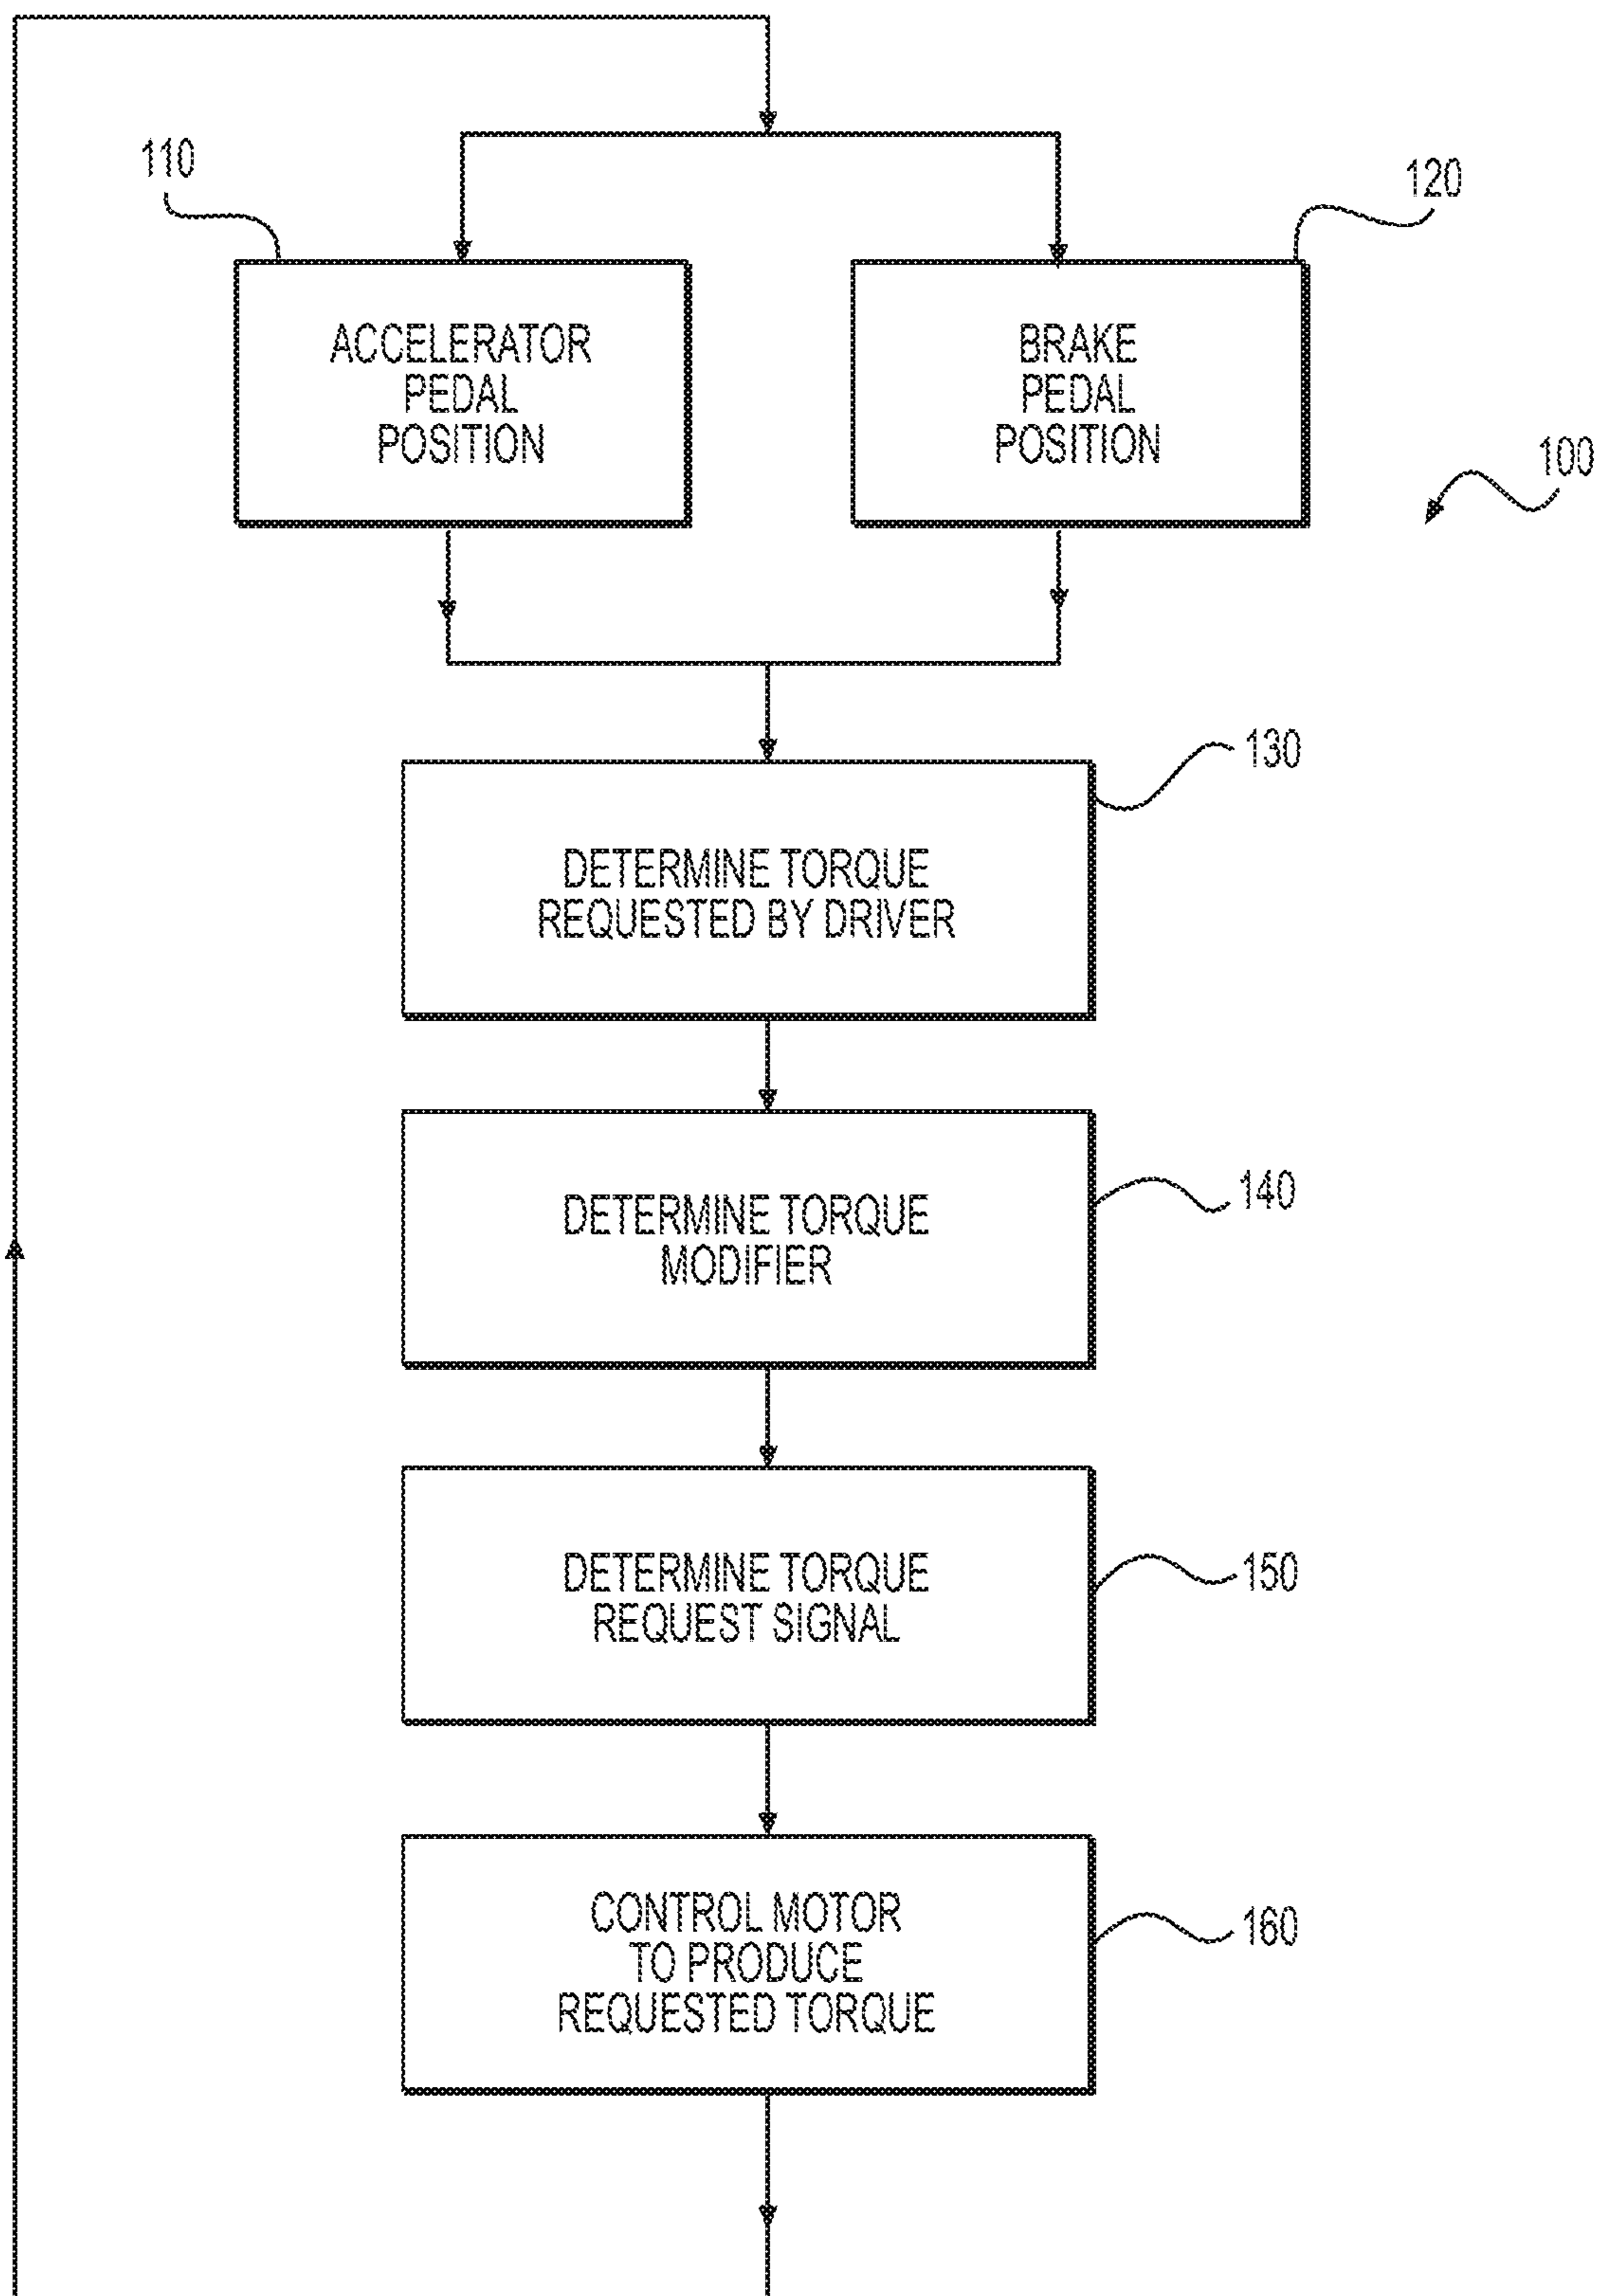 110
120
ACCELERATOR
PEDAL
POSITION
BRAKE
PEDAL
POSITION
100
130
DETERMINE TORQUE
REQUESTED BY DRIVER
140
DETERMINE TORQUE
MODIFIER
150
DETERMINE TORQUE
REQUEST SIGNAL
160
CONTROL MOTOR
TO PRODUCE
REQUESTED TORQUE